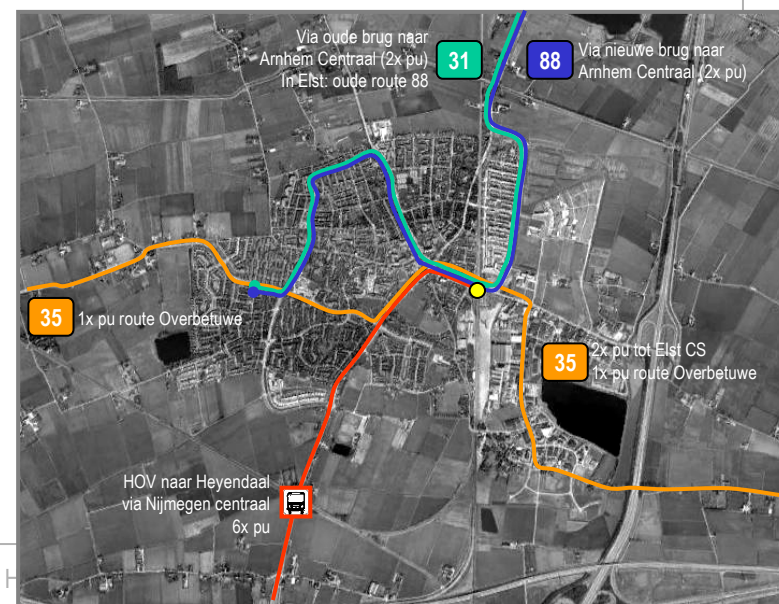 Via oude brug naar
Arnhem Centraal (2x pu)
In Elst: oude route 88
31
88
Via nieuwe brug naar
Arnhem Centraal (2x pu)
35
1x pu route Overbetuwe
35
2x pu tot Elst CS
1x pu route Overbetuwe
HOV naar Heyendaal
via Nijmegen centraal
6x pu
H